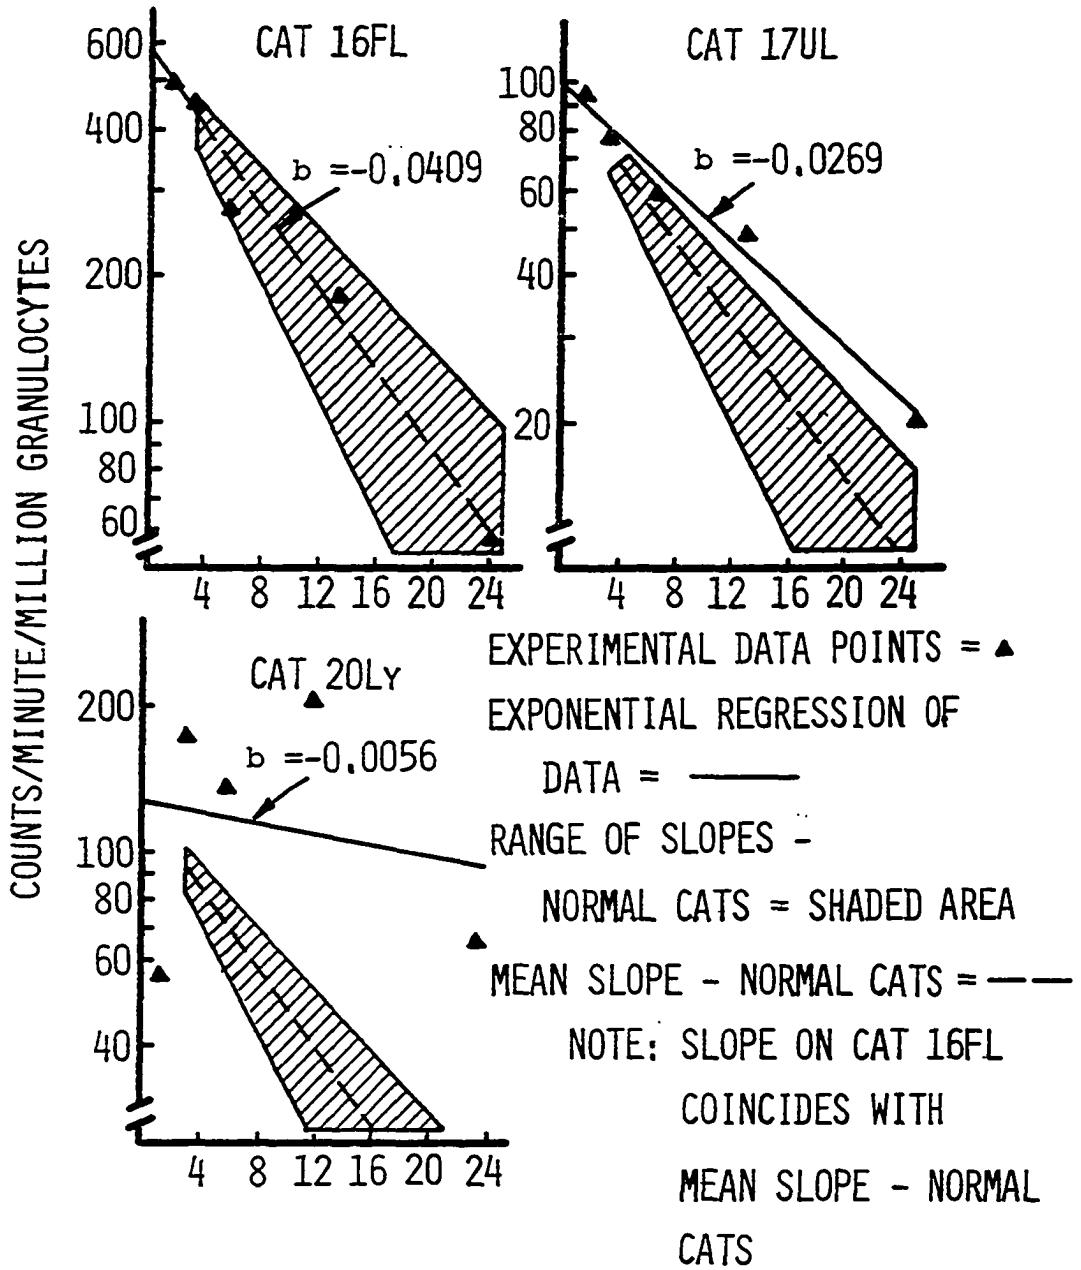 COUNTS/MINUTE/MILLION GRANULOCYTES
CAT 16FL
600
400
200
100
80
60
b =-0.0409
4 8 12 16 20 24
CAT 17UL
100
80
60
40
20
b =-0.0269
4 8 12 16 20 24
CAT 20LY
200
100
80
60
40
b =-0.0056
4 8 12 16 20 24
EXPERIMENTAL DATA POINTS = ▲
EXPONENTIAL REGRESSION OF
DATA = ———
RANGE OF SLOPES -
NORMAL CATS = SHADED AREA
MEAN SLOPE - NORMAL CATS = — —
NOTE: SLOPE ON CAT 16FL
COINCIDES WITH
MEAN SLOPE - NORMAL
CATS